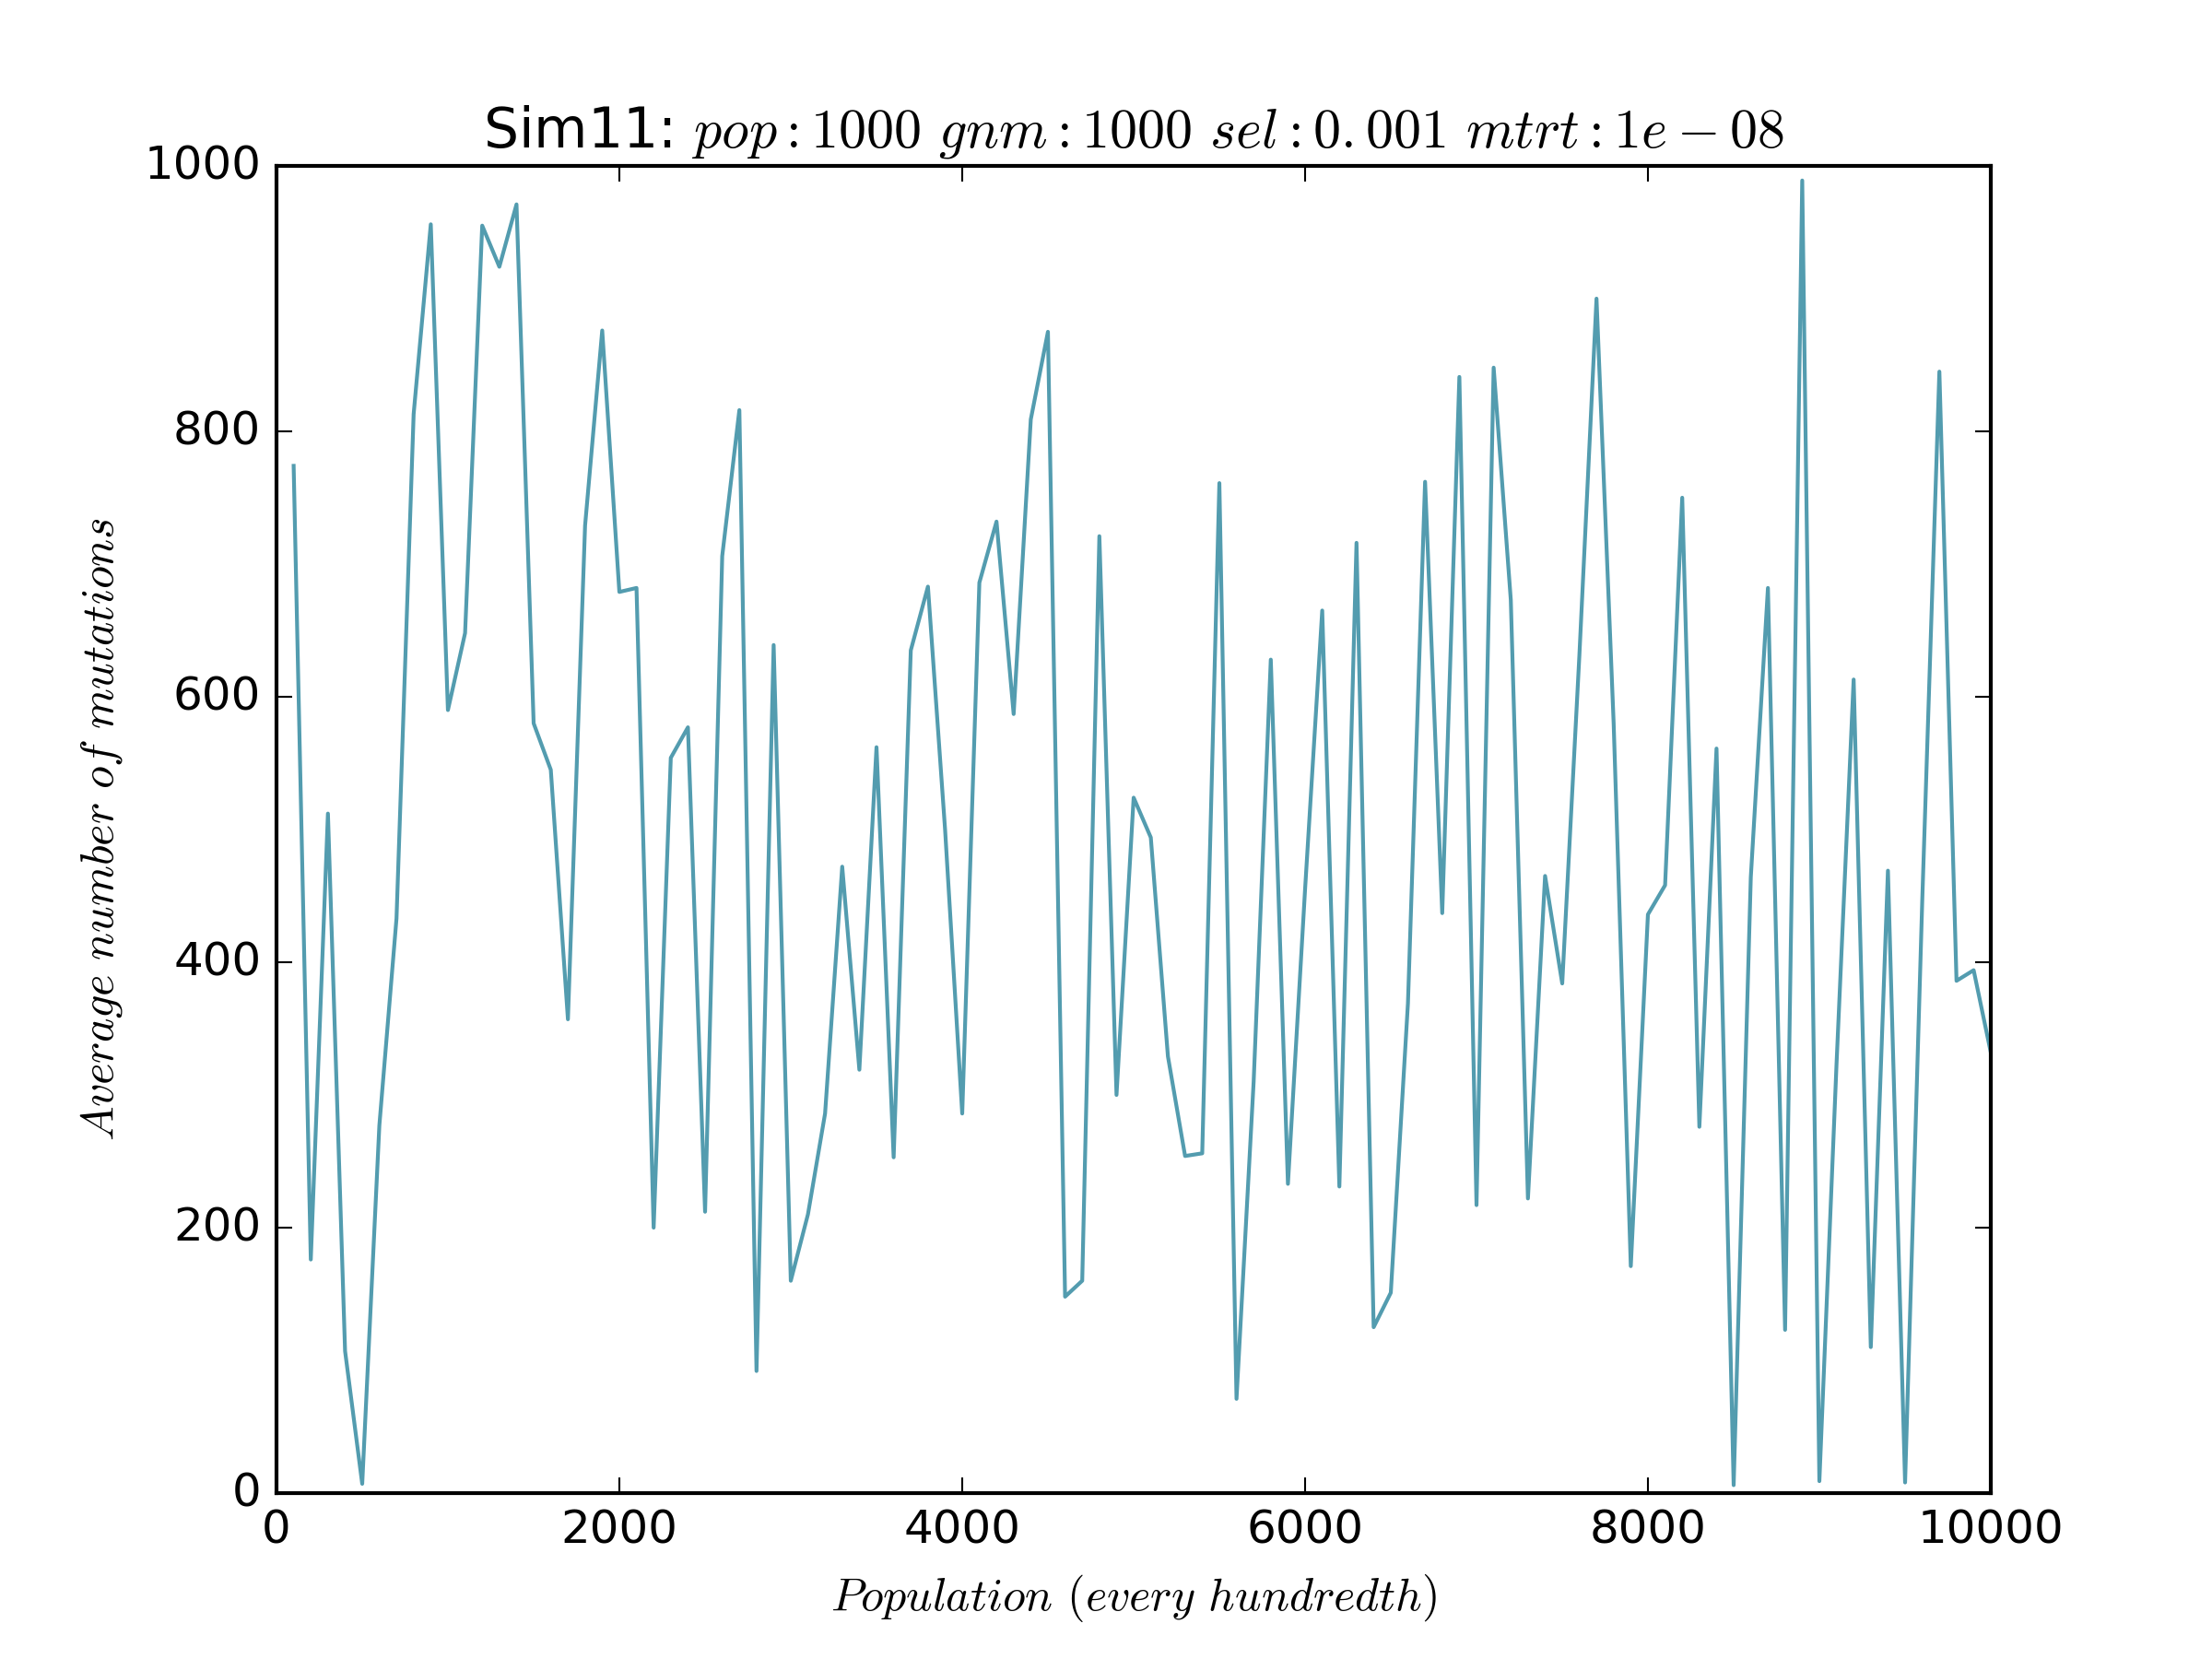 Sim11: pop : 1000 gnm : 1000 sel : 0.001 mtrt : 1e − 08
1000
800
600
400
200
0
Average number of mutations
0 2000 4000 6000 8000 10000
Population (every hundredth)